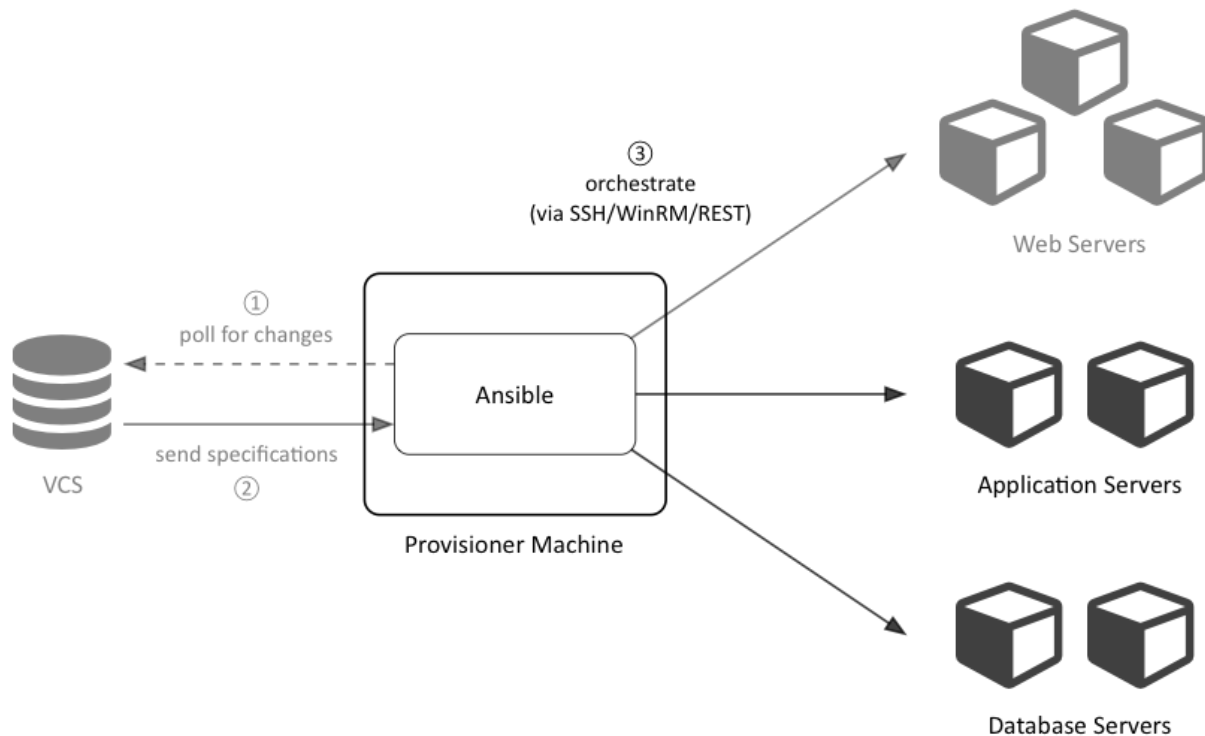 ③
orchestrate
(via SSH/WinRM/REST)
Web Servers
①
poll for changes
Ansible
send specifications
②
VCS
Application Servers
Provisioner Machine
Database Servers